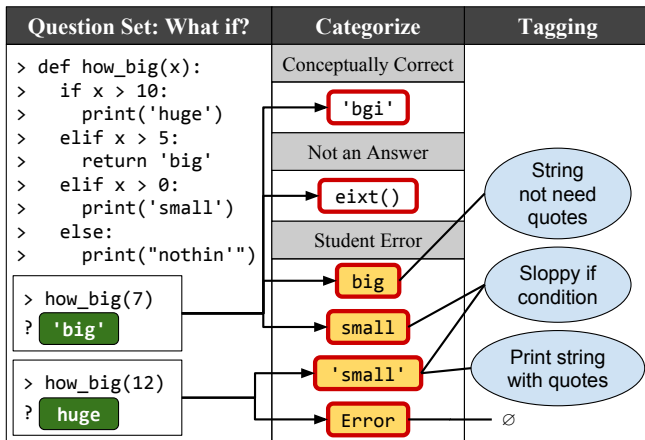 Question Set: What if?
Categorize
Tagging
> def how_big(x):
>   if x > 10:
>     print('huge')
>   elif x > 5:
>     return 'big'
>   elif x > 0:
>     print('small')
>   else:
>     print("nothin'")
> how_big(7)
? 'big'
> how_big(12)
? huge
Conceptually Correct
'bgi'
Not an Answer
eixt()
Student Error
big
small
'small'
Error
String
not need
quotes
Sloppy if
condition
Print string
with quotes
∅